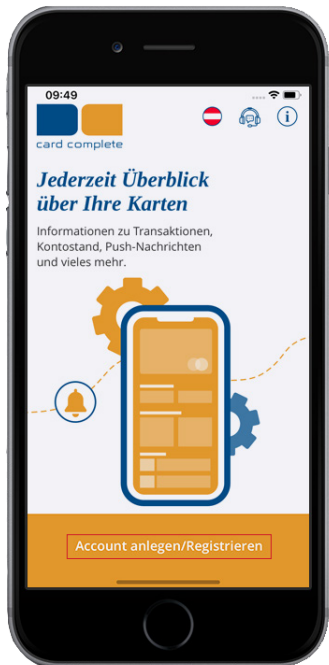 09:49
card complete
Jederzeit Überblick
über Ihre Karten
Informationen zu Transaktionen,
Kontostand, Push-Nachrichten
und vieles mehr.
Account anlegen/Registrieren